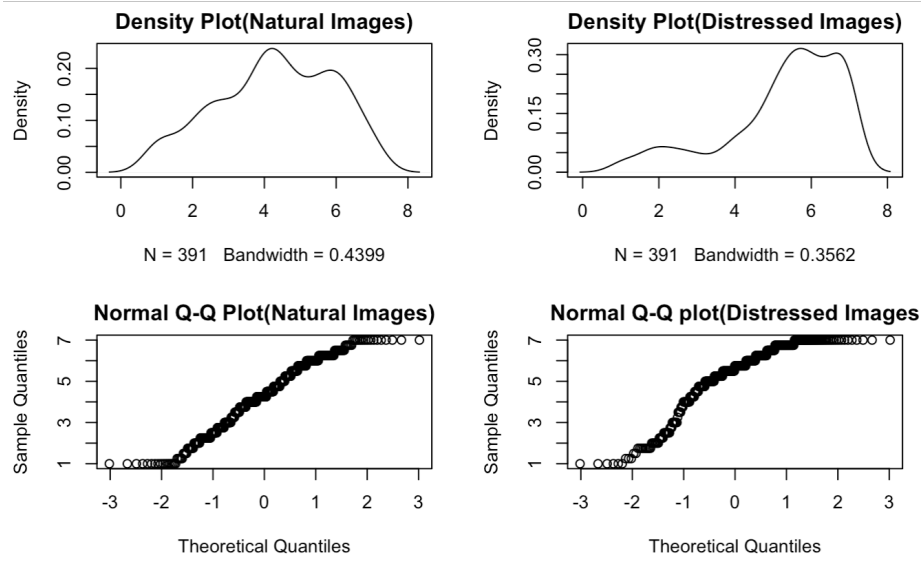 Density Plot(Natural Images)
Density
0.00 0.10 0.20
0 2 4 6 8
N = 391 Bandwidth = 0.4399
Density Plot(Distressed Images)
Density
0.00 0.15 0.30
0 2 4 6 8
N = 391 Bandwidth = 0.3562
Normal Q-Q Plot(Natural Images)
Sample Quantiles
1 3 5 7
-3 -2 -1 0 1 2 3
Theoretical Quantiles
Normal Q-Q plot(Distressed Images
Sample Quantiles
1 3 5 7
-3 -2 -1 0 1 2 3
Theoretical Quantiles